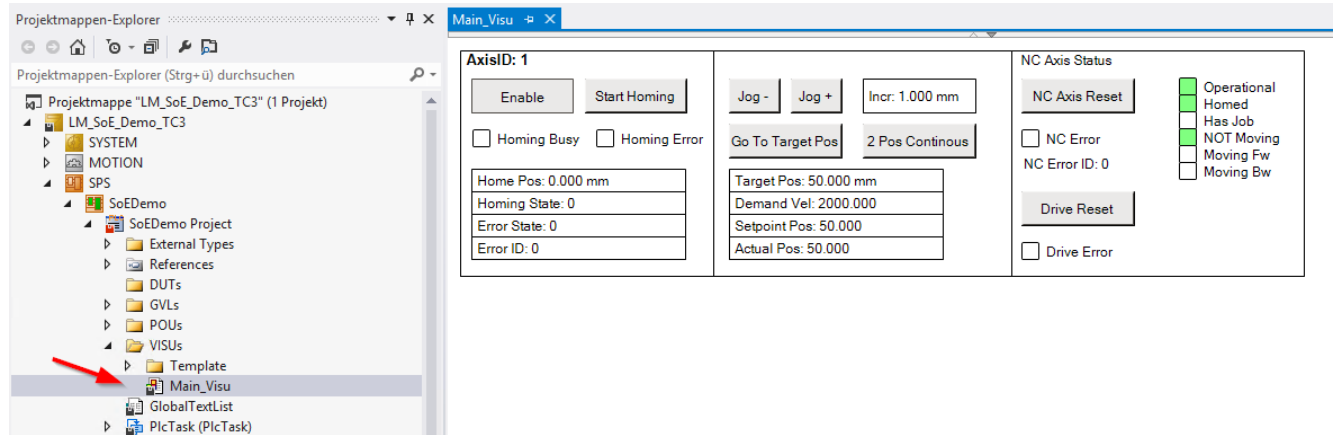 Projektmappen-Explorer
Projektmappen-Explorer (Strg+ü) durchsuchen
Projektmappe "LM_SoE_Demo_TC3" (1 Projekt)
LM_SoE_Demo_TC3
SYSTEM
MOTION
SPS
SoEDemo
SoEDemo Project
External Types
References
DUTs
GVLs
POUs
VISUs
Template
Main_Visu
GlobalTextList
PlcTask (PlcTask)
Main_Visu
AxisID: 1
Enable
Start Homing
Homing Busy
Homing Error
Home Pos: 0.000 mm
Homing State: 0
Error State: 0
Error ID: 0
Jog -
Jog +
Incr: 1.000 mm
Go To Target Pos
2 Pos Continous
Target Pos: 50.000 mm
Demand Vel: 2000.000
Setpoint Pos: 50.000
Actual Pos: 50.000
NC Axis Status
NC Axis Reset
NC Error
NC Error ID: 0
Drive Reset
Drive Error
Operational
Homed
Has Job
NOT Moving
Moving Fw
Moving Bw